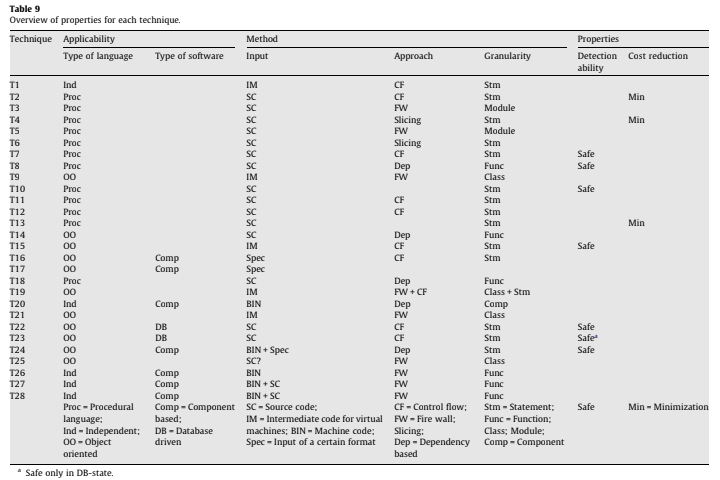 Table 9
Overview of properties for each technique.
Technique Applicability Method Properties
Type of language Type of software Input Approach Granularity Detection ability Cost reduction
T1 Ind IM CF Stm
T2 Proc SC CF Stm Min
T3 Proc SC FW Module
T4 Proc SC Slicing Stm Min
T5 Proc SC FW Module
T6 Proc SC Slicing Stm
T7 Proc SC CF Stm Safe
T8 Proc SC Dep Func Safe
T9 OO IM FW Class
T10 Proc SC Stm Safe
T11 Proc SC CF Stm
T12 Proc SC CF Stm
T13 Proc SC Stm Min
T14 OO SC Dep Func
T15 OO IM CF Stm Safe
T16 OO Comp Spec CF Stm
T17 OO Comp Spec
T18 Proc SC Dep Func
T19 OO IM FW + CF Class + Stm
T20 Ind Comp BIN Dep Comp
T21 OO IM FW Class
T22 OO DB SC CF Stm Safe
T23 OO DB SC CF Stm Safea
T24 OO Comp BIN + Spec Dep Stm Safe
T25 OO SC? FW Class
T26 Ind Comp BIN FW Func
T27 Ind Comp BIN + SC FW Func
T28 Ind Comp BIN + SC FW Func
Proc = Procedural Comp = Component SC = Source code; CF = Control flow; Stm = Statement; Safe Min = Minimization
language; based; IM = Intermediate code for virtual FW = Fire wall; Func = Function;
Ind = Independent; DB = Database machines; BIN = Machine code; Slicing; Class; Module;
OO = Object driven Spec = Input of a certain format Dep = Dependency Comp = Component
oriented based
a Safe only in DB-state.